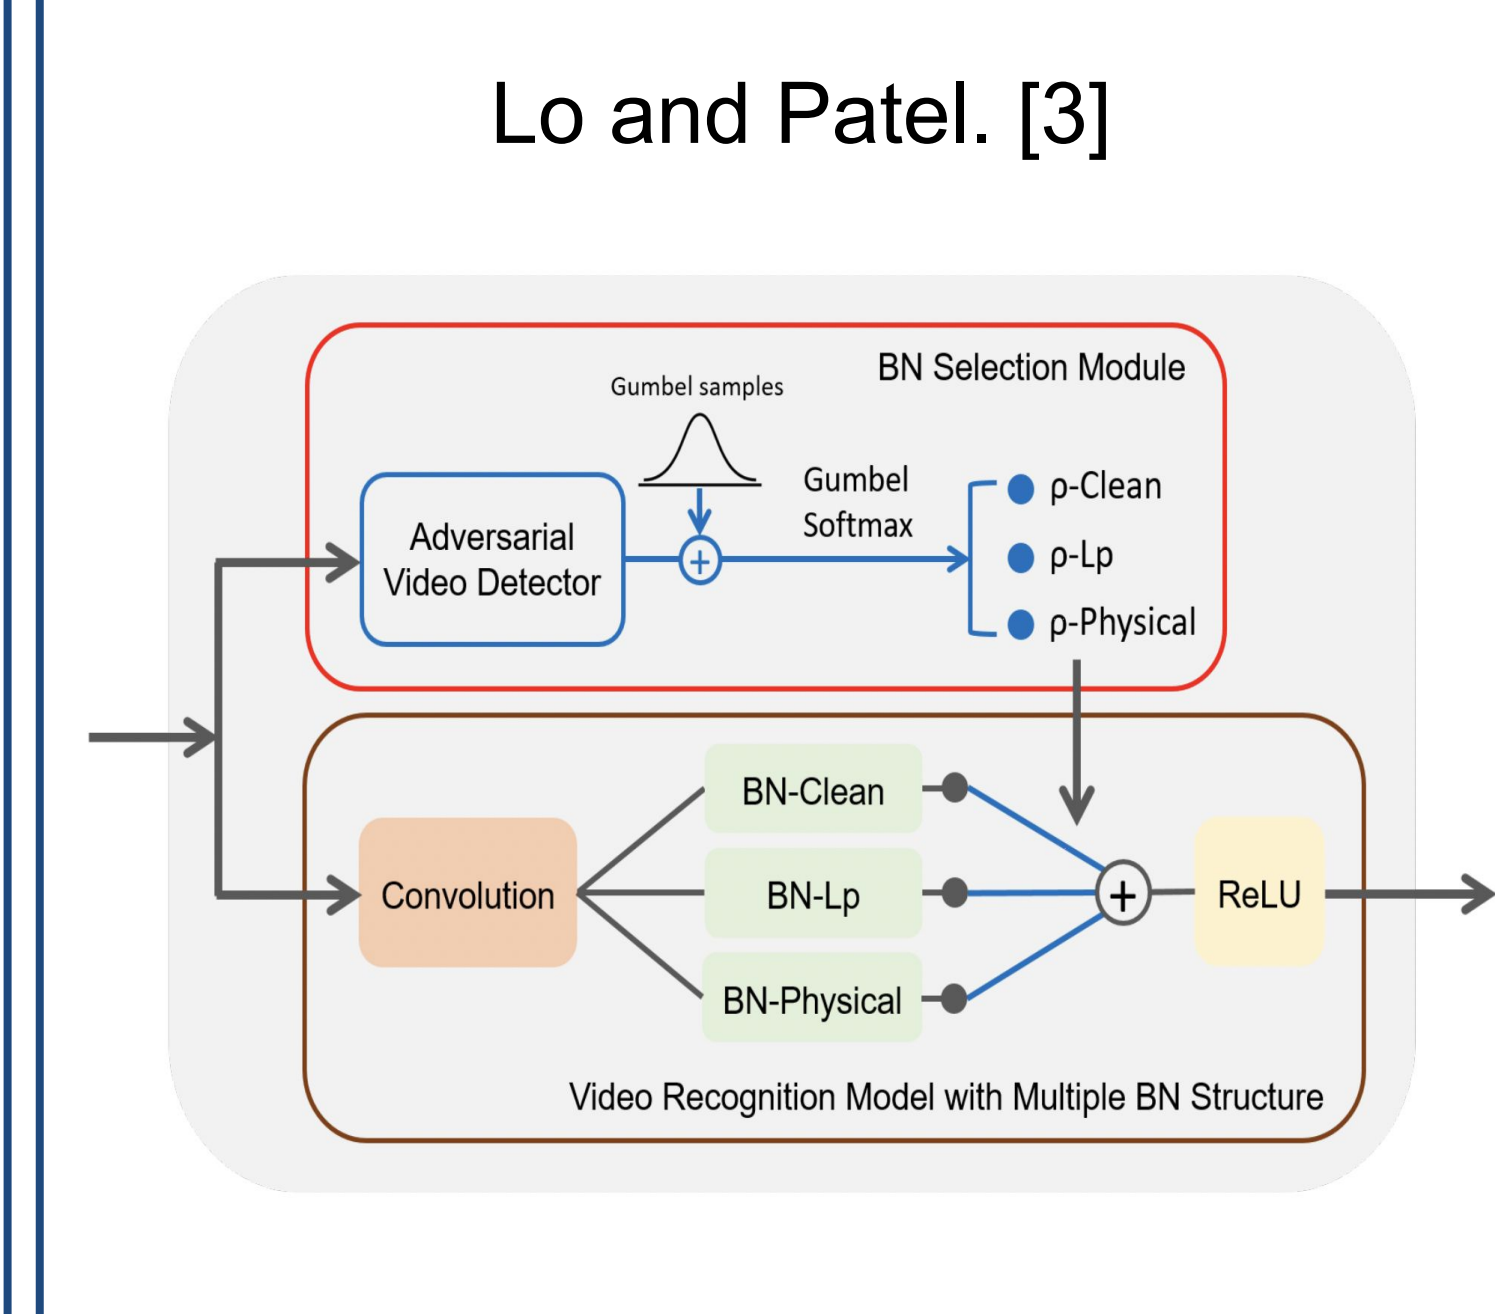 Lo and Patel. [3]
BN Selection Module
Gumbel samples
Gumbel
Softmax
Adversarial
Video Detector
+
ρ-Clean
ρ-Lp
ρ-Physical
Convolution
BN-Clean
BN-Lp
BN-Physical
+
ReLU
Video Recognition Model with Multiple BN Structure